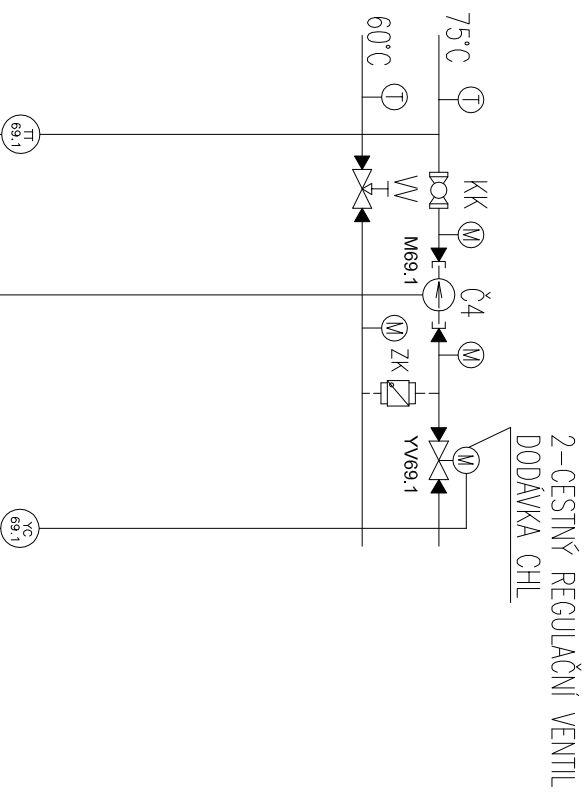 2-CESTNÝ REGULAČNÍ VENTIL
DODÁVKA CHL
75°C
T
KK
M
Č4
M
M
M69.1
YV69.1
60°C
T
W
M
ZK
TT
69.1
YC
69.1